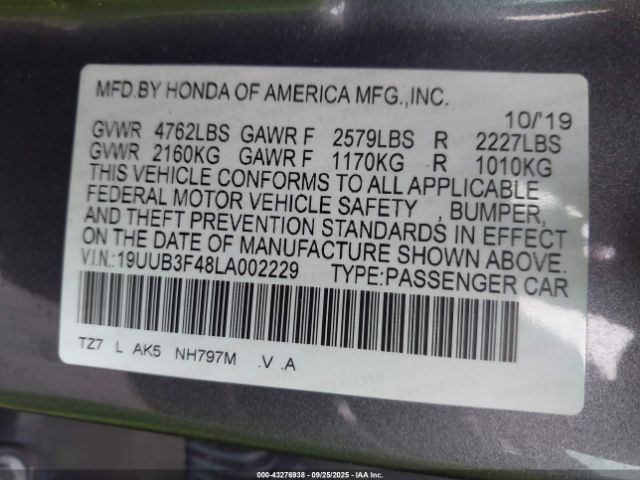 MFD.BY HONDA OF AMERICA MFG.,INC.
10/'19
GVWR 4762LBS GAWR F 2579LBS R 2227LBS
GVWR 2160KG GAWR F 1170KG R 1010KG
THIS VEHICLE CONFORMS TO ALL APPLICABLE
FEDERAL MOTOR VEHICLE SAFETY , BUMPER,
AND THEFT PREVENTION STANDARDS IN EFFECT
ON THE DATE OF MANUFACTURE SHOWN ABOVE.
V.I.N.:19UUB3F48LA002229 TYPE:PASSENGER CAR
TZ7 L AK5 NH797M .V .A
(C) IAA - 43276938 - 09/25/2025 - IAAI.COM